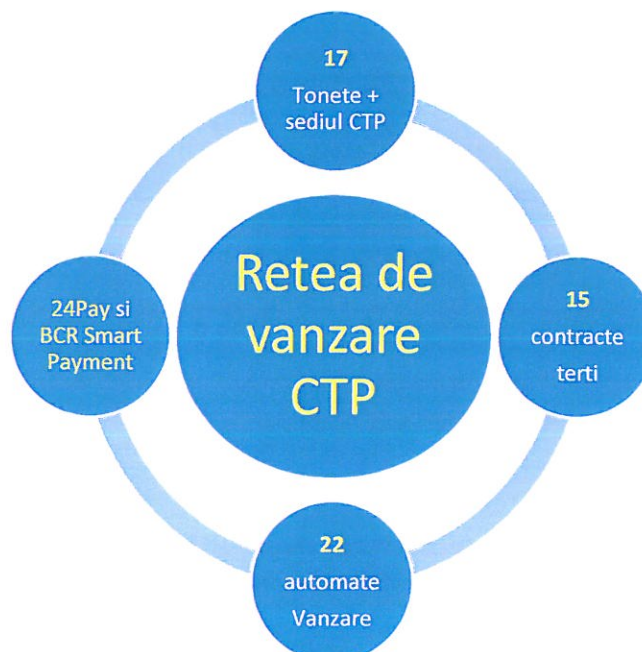 17
Tonete +
sediul CTP
Retea de
vanzare
CTP
24Pay si
BCR Smart
Payment
15
contracte
terti
22
automate
Vanzare